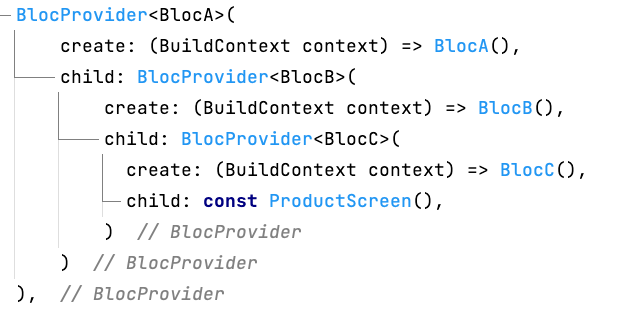 BlocProvider<BlocA>(
    create: (BuildContext context) => BlocA(),
    child: BlocProvider<BlocB>(
        create: (BuildContext context) => BlocB(),
        child: BlocProvider<BlocC>(
          create: (BuildContext context) => BlocC(),
          child: const ProductScreen(),
        )  // BlocProvider
    )  // BlocProvider
),  // BlocProvider